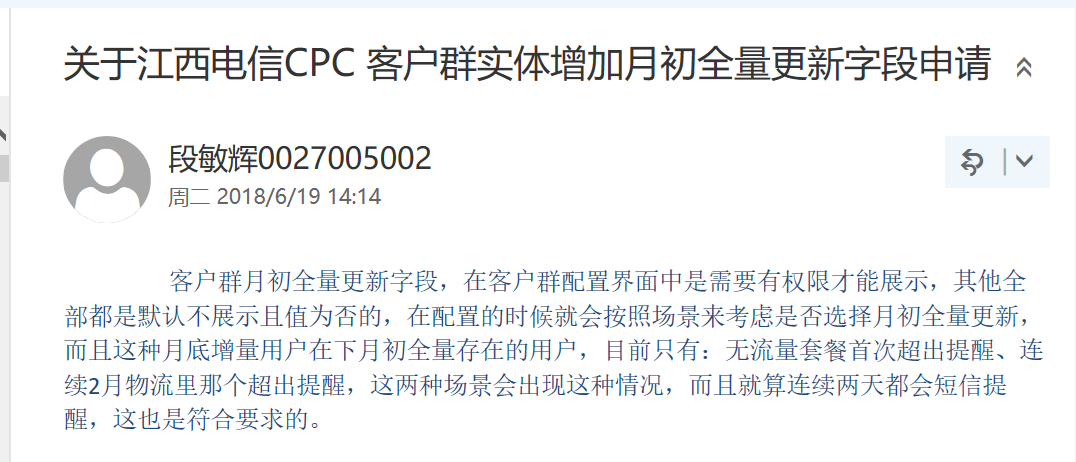 关于江西电信CPC 客户群实体增加月初全量更新字段申请
段敏辉0027005002
周二 2018/6/19 14:14
客户群月初全量更新字段，在客户群配置界面中是需要有权限才能展示，其他全
部都是默认不展示且值为否的，在配置的时候就会按照场景来考虑是否选择月初全量更新，
而且这种月底增量用户在下月初全量存在的用户，目前只有：无流量套餐首次超出提醒、连
续2月物流里那个超出提醒，这两种场景会出现这种情况，而且就算连续两天都会短信提
醒，这也是符合要求的。